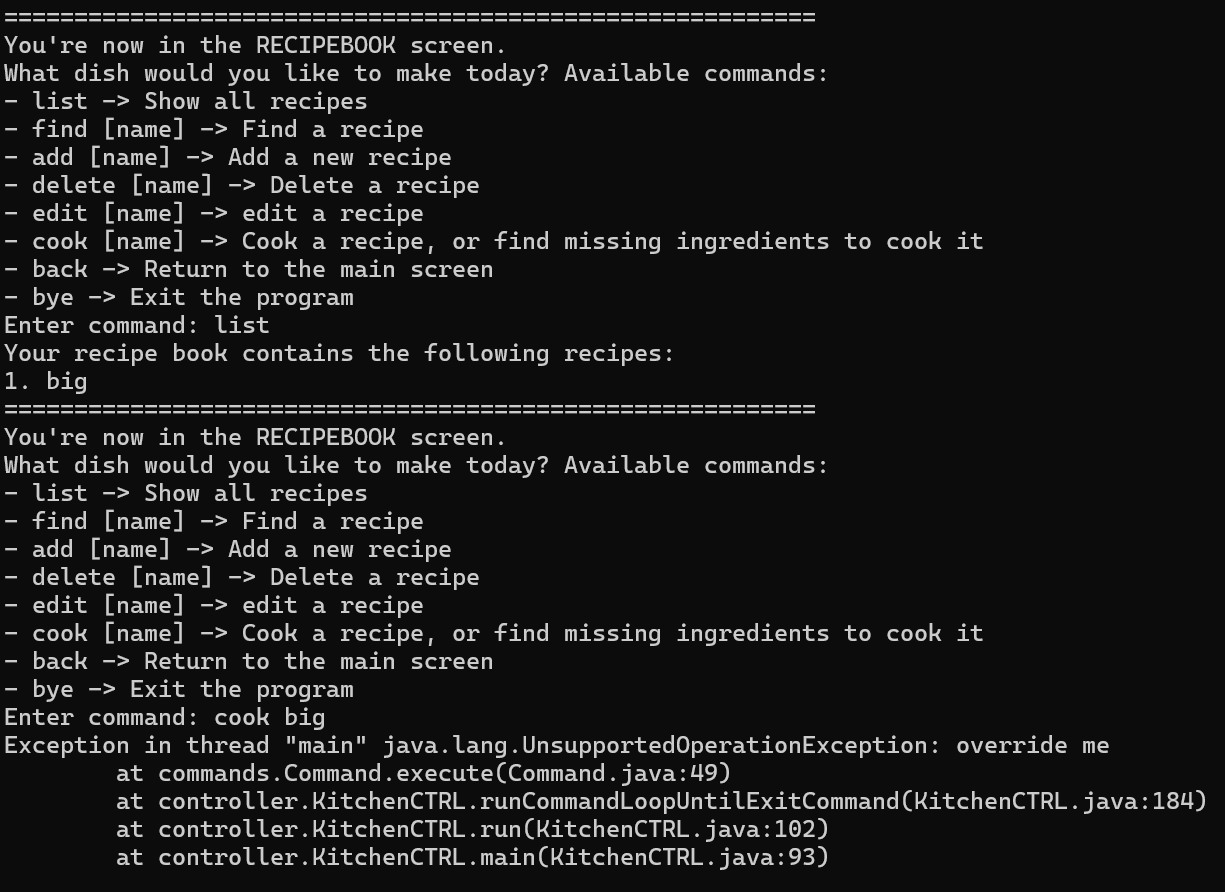 ==========================================================
You're now in the RECIPEBOOK screen.
What dish would you like to make today? Available commands:
- list -> Show all recipes
- find [name] -> Find a recipe
- add [name] -> Add a new recipe
- delete [name] -> Delete a recipe
- edit [name] -> edit a recipe
- cook [name] -> Cook a recipe, or find missing ingredients to cook it
- back -> Return to the main screen
- bye -> Exit the program
Enter command: list
Your recipe book contains the following recipes:
1. big
==========================================================
You're now in the RECIPEBOOK screen.
What dish would you like to make today? Available commands:
- list -> Show all recipes
- find [name] -> Find a recipe
- add [name] -> Add a new recipe
- delete [name] -> Delete a recipe
- edit [name] -> edit a recipe
- cook [name] -> Cook a recipe, or find missing ingredients to cook it
- back -> Return to the main screen
- bye -> Exit the program
Enter command: cook big
Exception in thread "main" java.lang.UnsupportedOperationException: override me
        at commands.Command.execute(Command.java:49)
        at controller.KitchenCTRL.runCommandLoopUntilExitCommand(KitchenCTRL.java:184)
        at controller.KitchenCTRL.run(KitchenCTRL.java:102)
        at controller.KitchenCTRL.main(KitchenCTRL.java:93)